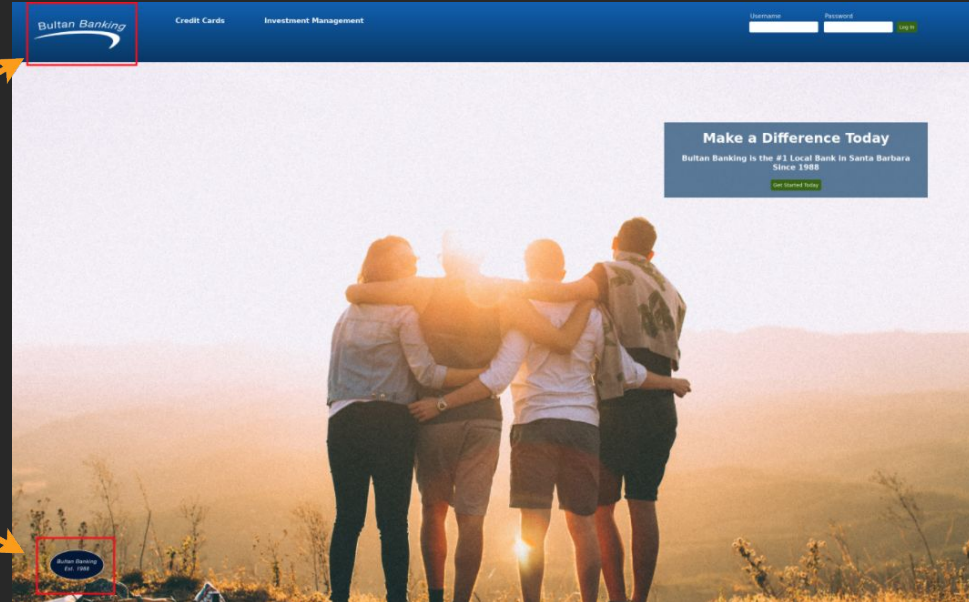 Bultan Banking
Credit Cards
Investment Management
Username
Password
Log In
Make a Difference Today
Bultan Banking is the #1 Local Bank in Santa Barbara
Since 1988
Get Started Today
Bultan Banking
Est. 1988